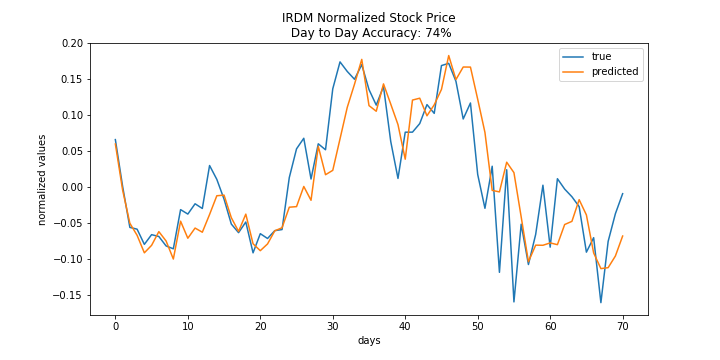 IRDM Normalized Stock Price
Day to Day Accuracy: 74%
true
predicted
normalized values
0.20
0.15
0.10
0.05
0.00
−0.05
−0.10
−0.15
0 10 20 30 40 50 60 70
days